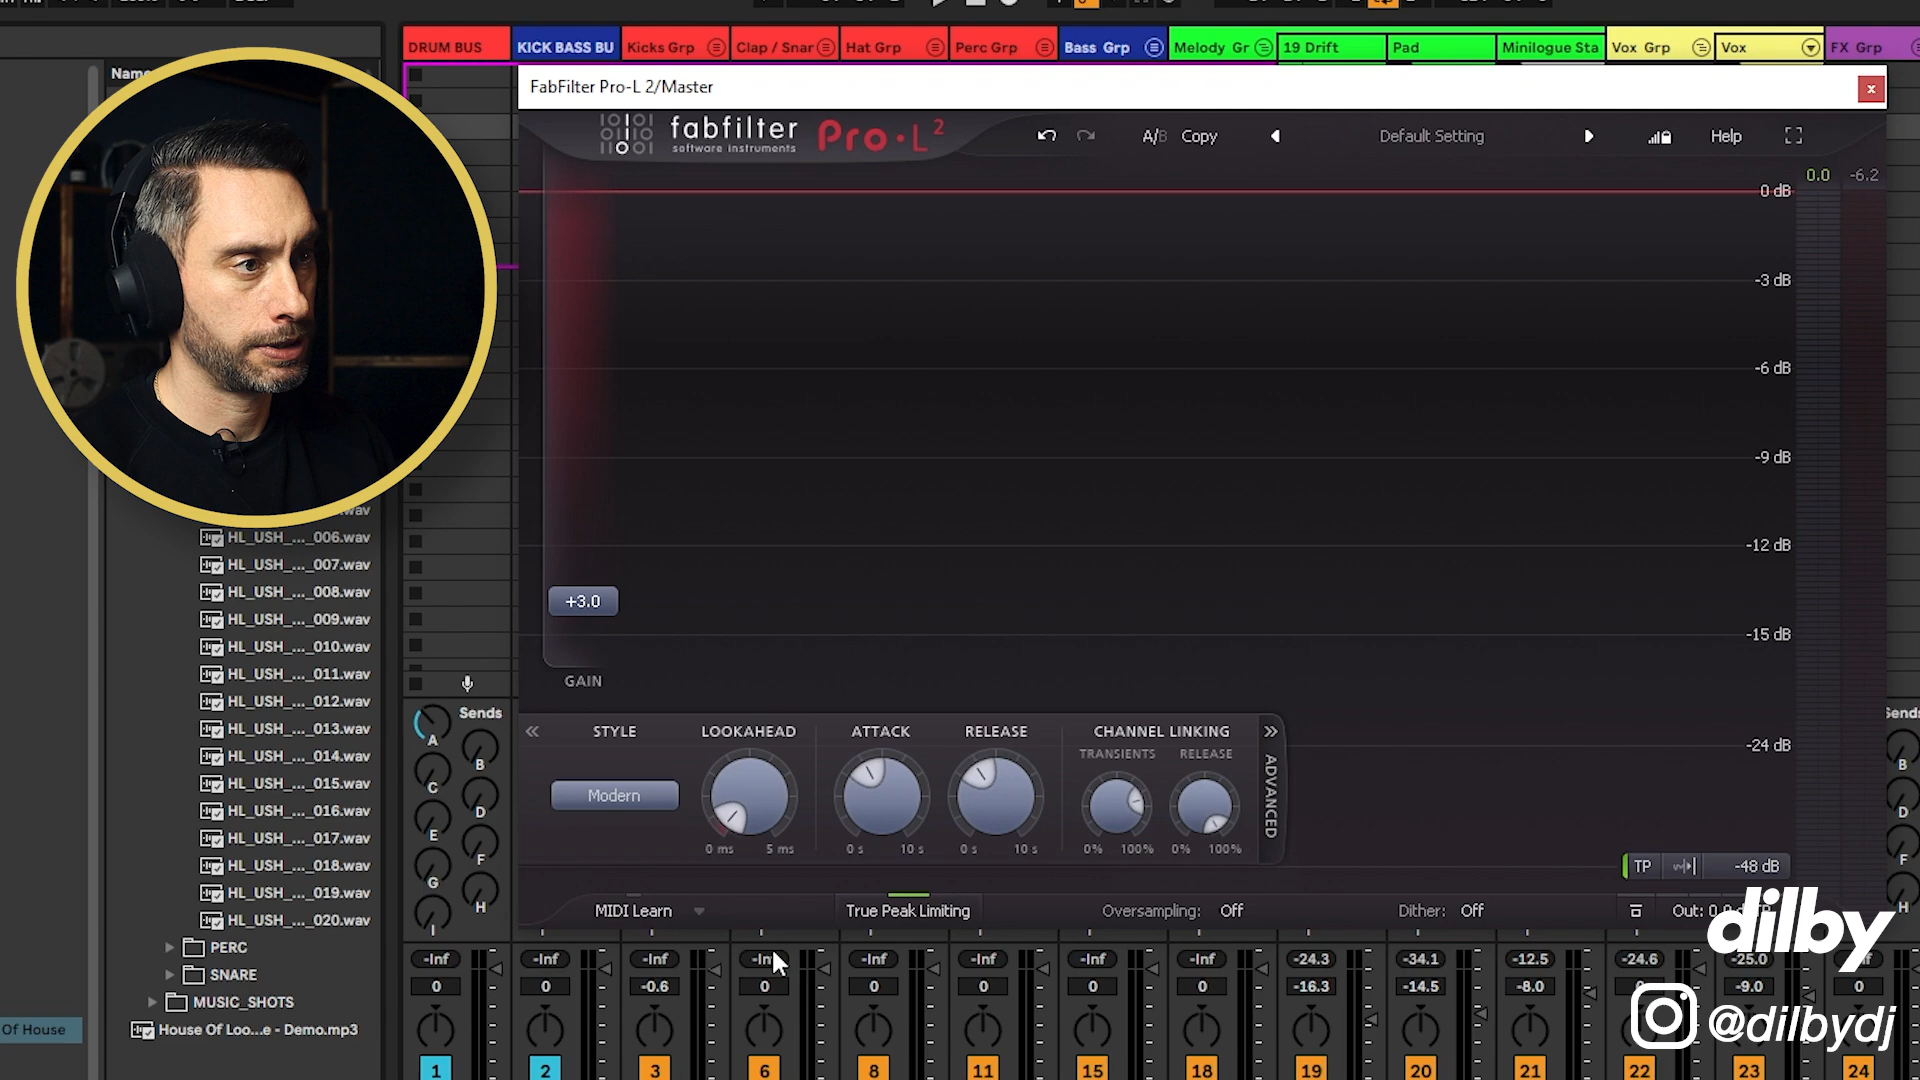 DRUM BUS
KICK BASS BU
Kicks Grp
Clap / Snar
Hat Grp
Perc Grp
Bass Grp
Melody Gr
19 Drift
Pad
Minilogue Sta
Vox Grp
Vox
FX Grp
Name
FabFilter Pro-L 2/Master
x
fabfilter
software instruments
Pro·L²
A/B
Copy
Default Setting
Help
0.0
-6.2
0 dB
-3 dB
-6 dB
-9 dB
-12 dB
-15 dB
-24 dB
+3.0
GAIN
.wav
HL_USH_..._006.wav
HL_USH_..._007.wav
HL_USH_..._008.wav
HL_USH_..._009.wav
HL_USH_..._010.wav
HL_USH_..._011.wav
HL_USH_..._012.wav
HL_USH_..._013.wav
HL_USH_..._014.wav
HL_USH_..._015.wav
HL_USH_..._016.wav
HL_USH_..._017.wav
HL_USH_..._018.wav
HL_USH_..._019.wav
HL_USH_..._020.wav
PERC
SNARE
MUSIC_SHOTS
House Of Loo...e - Demo.mp3
Of House
Sends
A
B
C
D
E
F
G
H
I
STYLE
Modern
LOOKAHEAD
0 ms 5 ms
ATTACK
0 s 10 s
RELEASE
0 s 10 s
CHANNEL LINKING
TRANSIENTS RELEASE
0% 100% 0% 100%
ADVANCED
TP
-48 dB
MIDI Learn
True Peak Limiting
Oversampling: Off
Dither: Off
Out:
Sends
B
D
F
H
-Inf -Inf -Inf -Inf -Inf -Inf -Inf -Inf -24.3 -34.1 -12.5 -24.6 -25.0
0 0 -0.6 0 0 0 0 0 -16.3 -14.5 -8.0 -9.0 0
1 2 3 6 8 11 15 18 19 20 21 22 23 24
dilby
@dilbydj